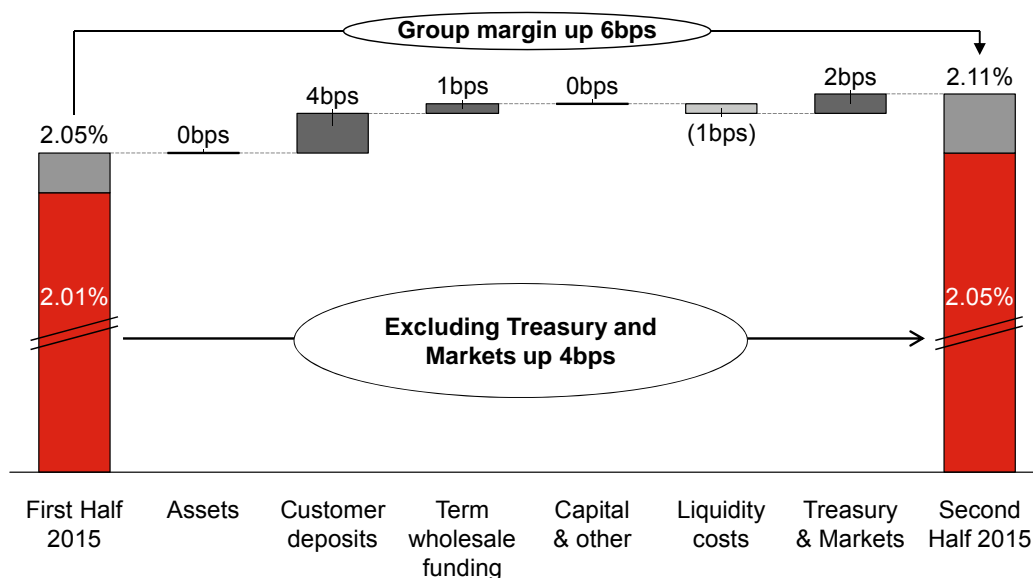 Group margin up 6bps
2.05%
0bps
4bps
1bps
0bps
(1bps)
2bps
2.11%
2.01%
Excluding Treasury and
Markets up 4bps
2.05%
First Half
2015
Assets
Customer
deposits
Term
wholesale
funding
Capital
& other
Liquidity
costs
Treasury
& Markets
Second
Half 2015